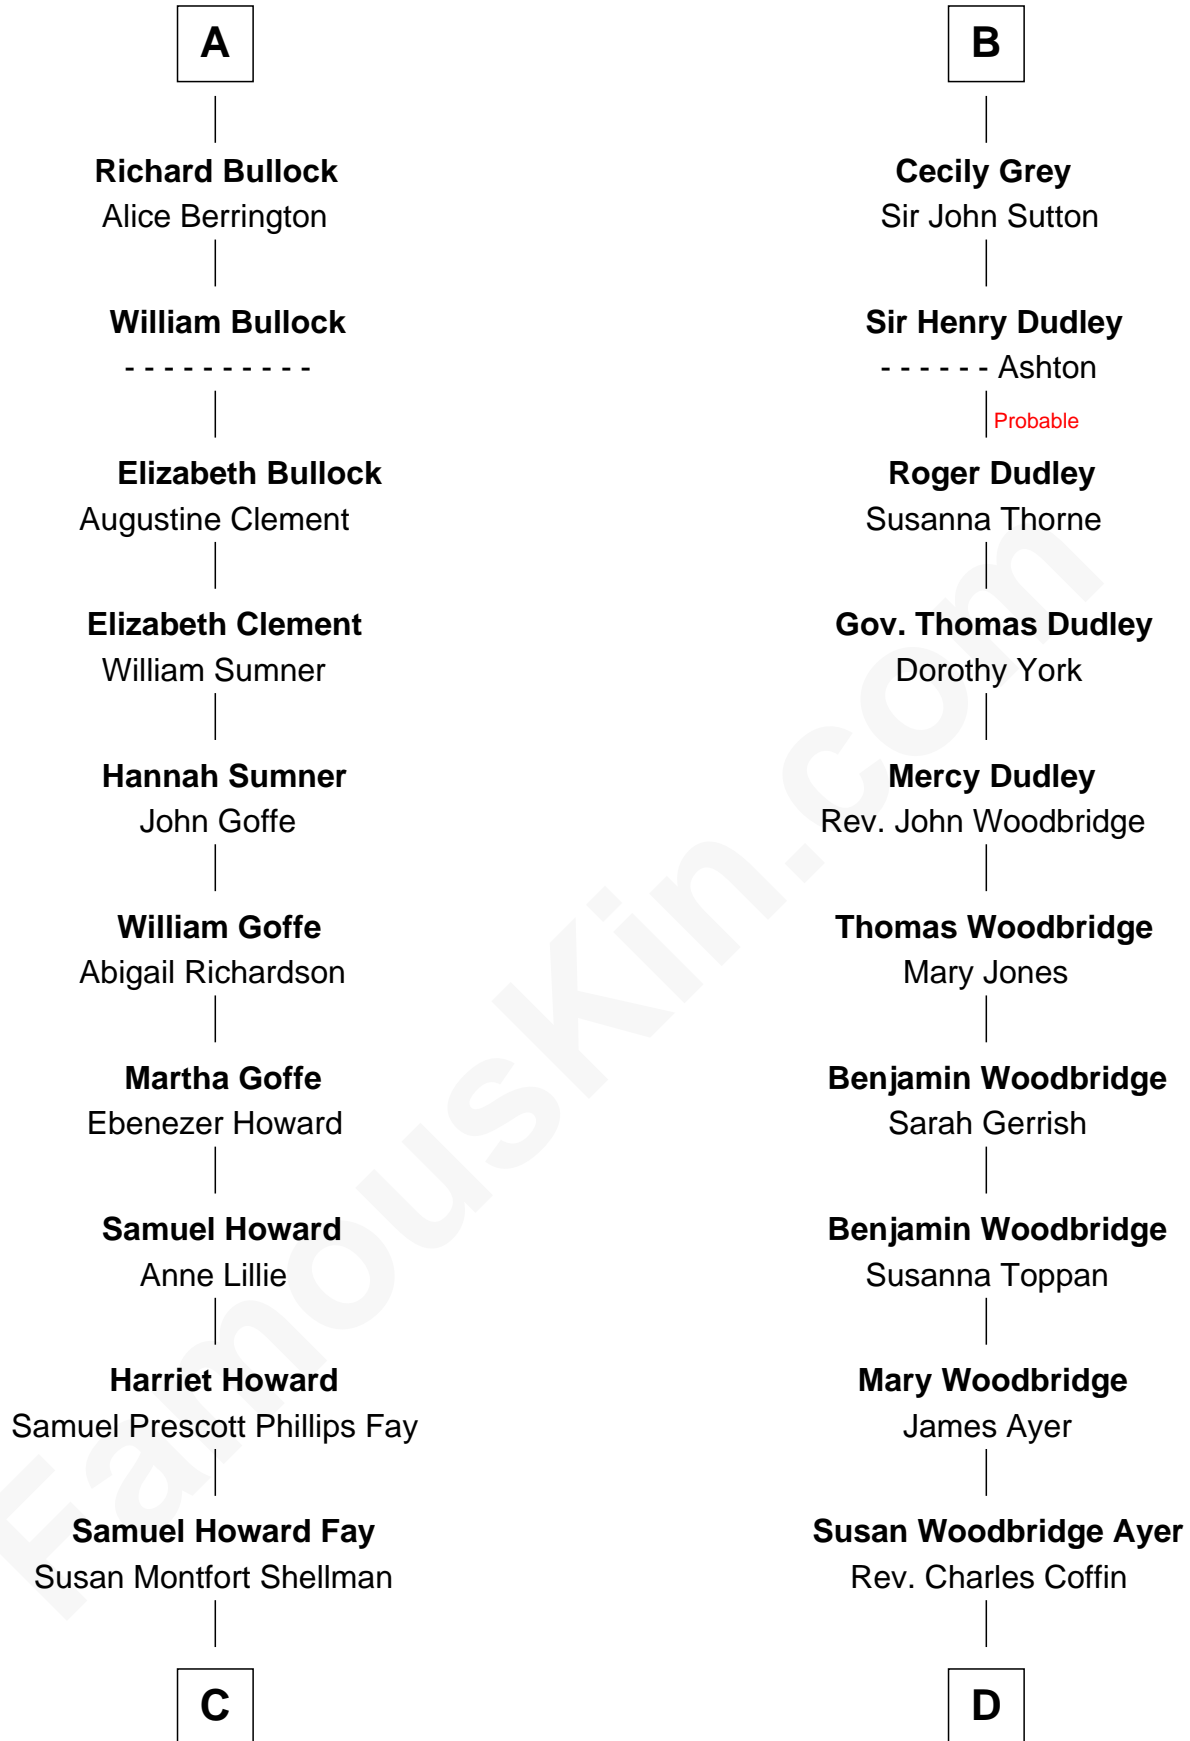 A
Richard Bullock
Alice Berrington
William Bullock
- - - - - - - - - -
Elizabeth Bullock
Augustine Clement
Elizabeth Clement
William Sumner
Hannah Sumner
John Goffe
William Goffe
Abigail Richardson
Martha Goffe
Ebenezer Howard
Samuel Howard
Anne Lillie
Harriet Howard
Samuel Prescott Phillips Fay
Samuel Howard Fay
Susan Montfort Shellman
C
B
Cecily Grey
Sir John Sutton
Sir Henry Dudley
- - - - - - Ashton
Probable
Roger Dudley
Susanna Thorne
Gov. Thomas Dudley
Dorothy York
Mercy Dudley
Rev. John Woodbridge
Thomas Woodbridge
Mary Jones
Benjamin Woodbridge
Sarah Gerrish
Benjamin Woodbridge
Susanna Toppan
Mary Woodbridge
James Ayer
Susan Woodbridge Ayer
Rev. Charles Coffin
D
FamousKin.com